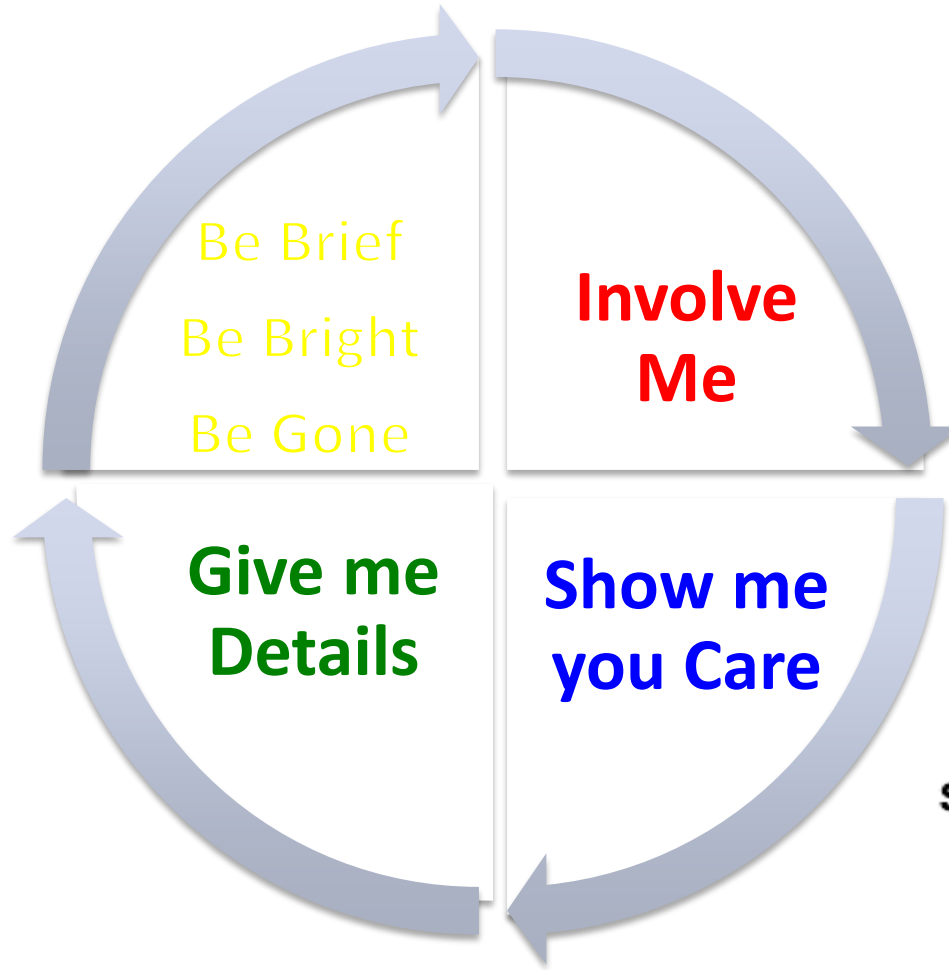 Be Brief
Be Bright
Be Gone
Involve
Me
Give me
Details
Show me
you Care
s